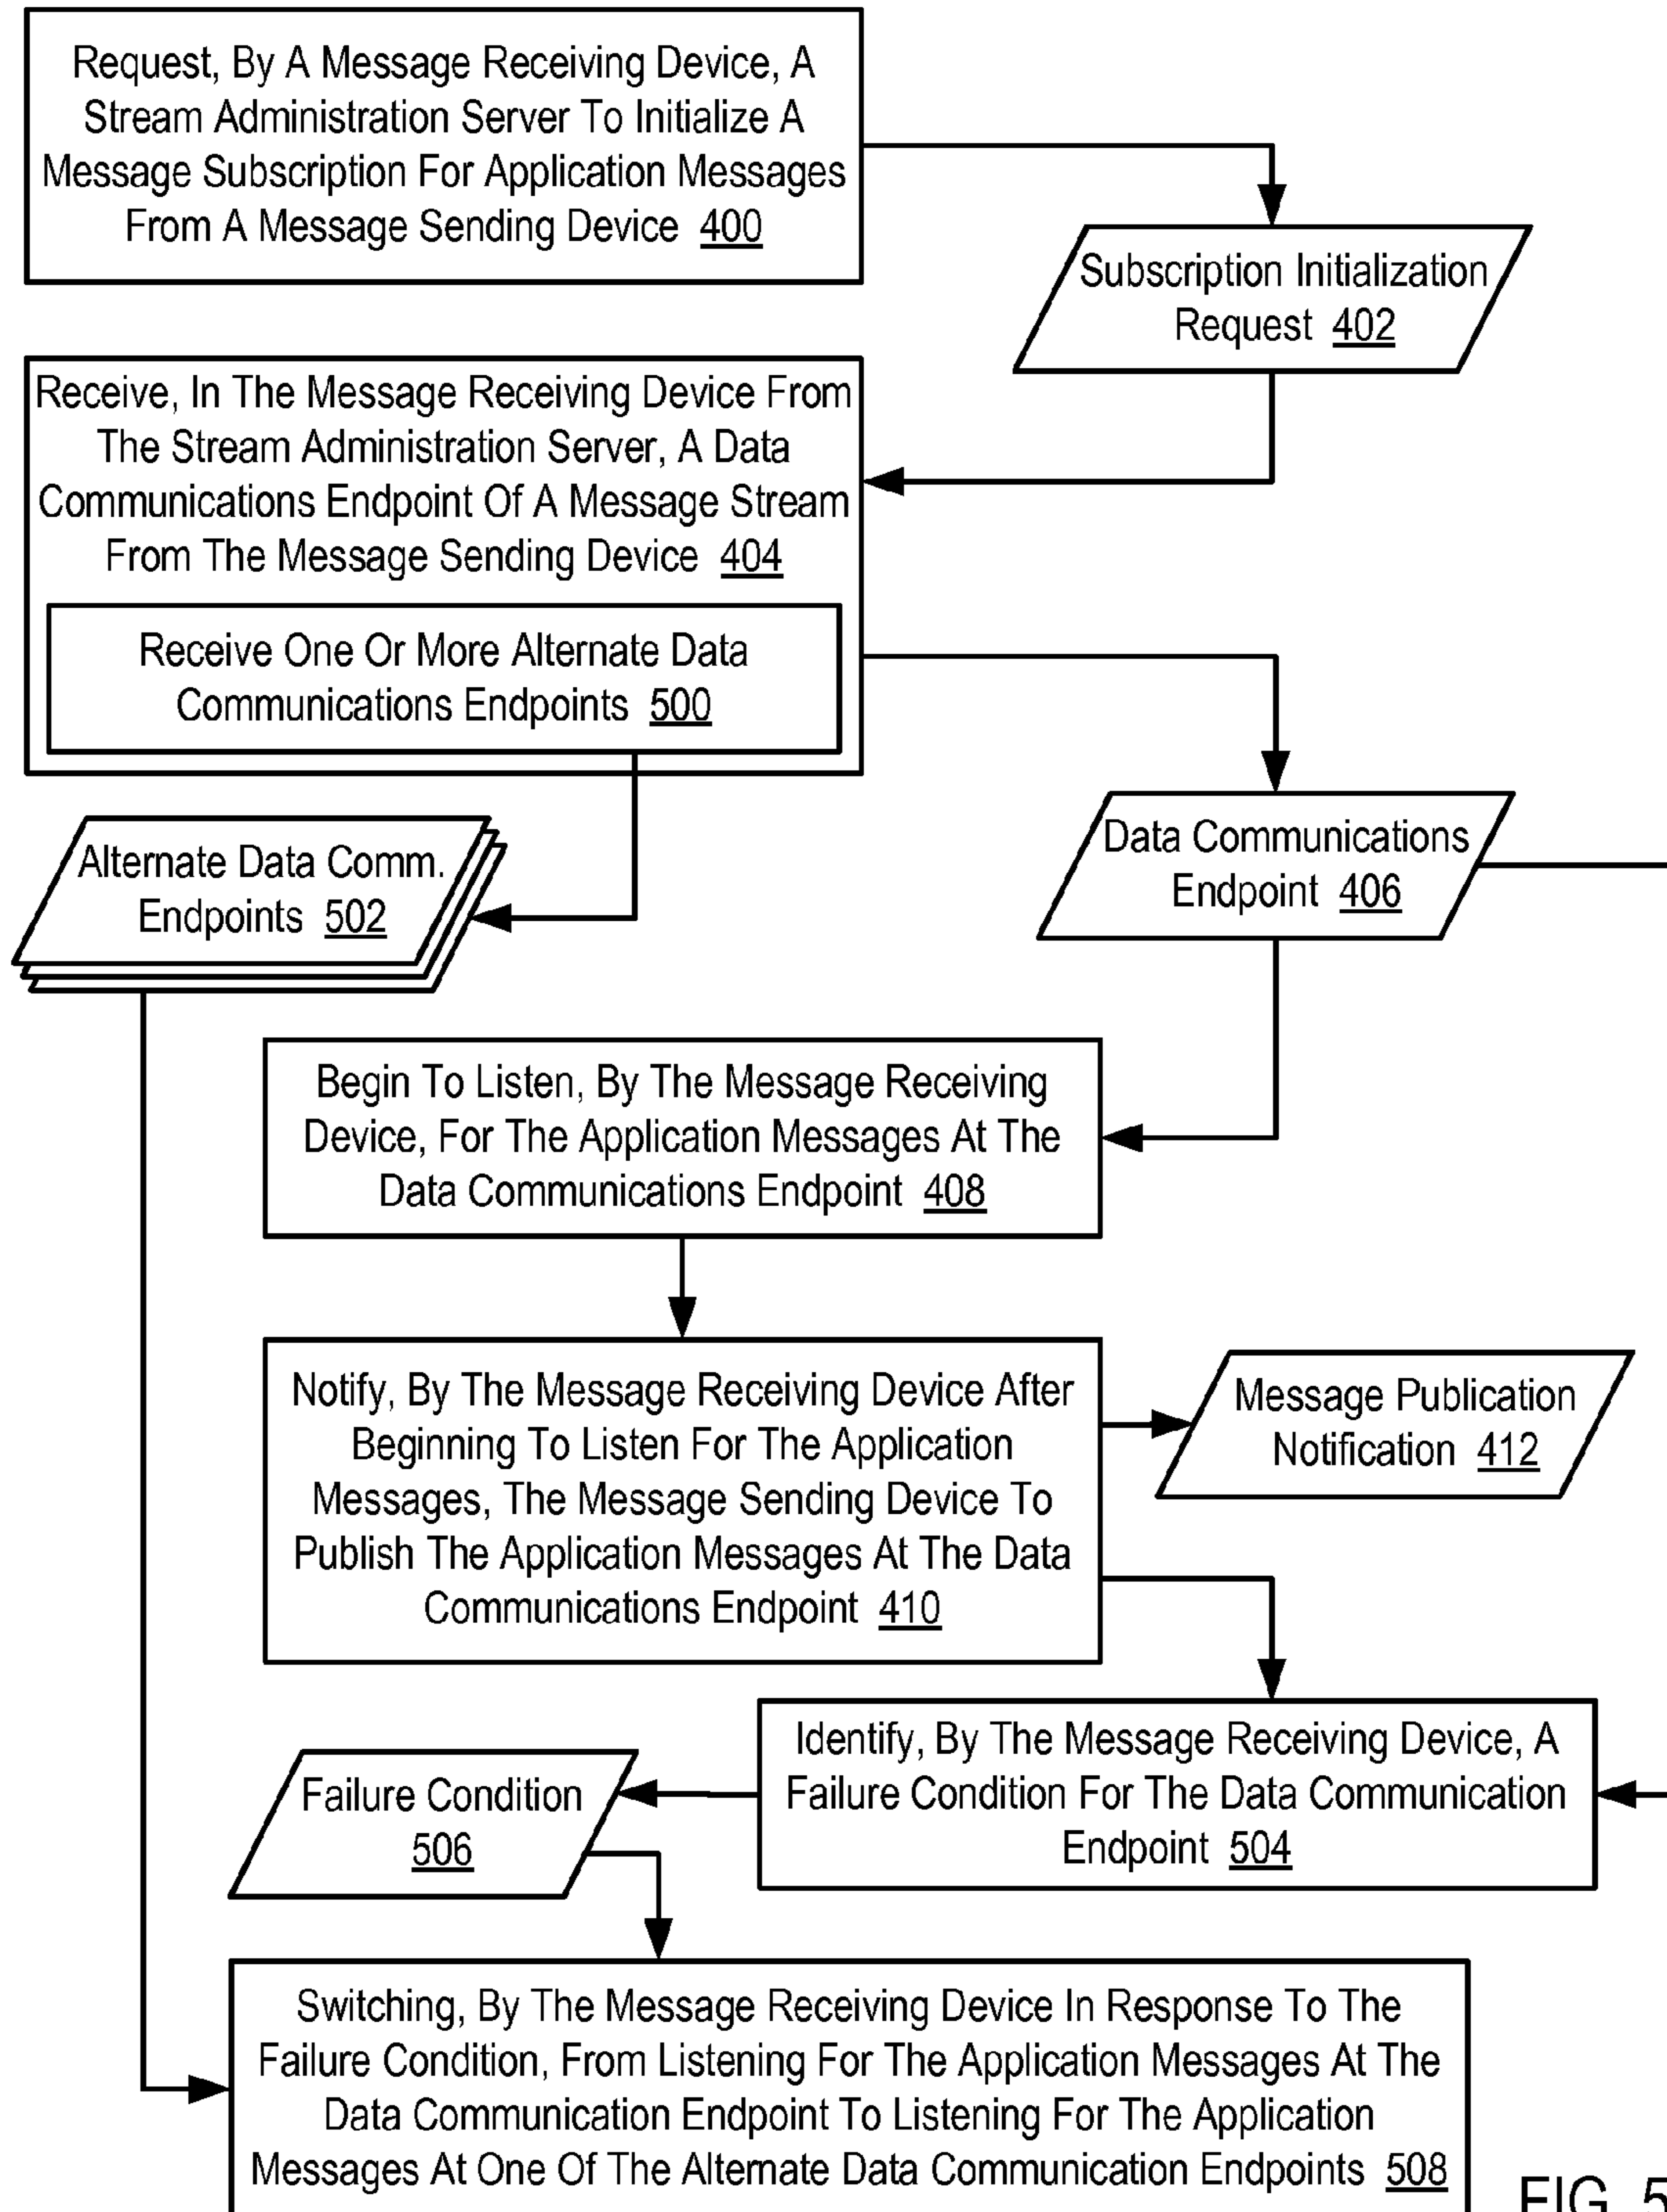 Request, By A Message Receiving Device, A
Stream Administration Server To Initialize A
Message Subscription For Application Messages
From A Message Sending Device 400
Subscription Initialization
Request 402
Receive, In The Message Receiving Device From
The Stream Administration Server, A Data
Communications Endpoint Of A Message Stream
From The Message Sending Device 404
Receive One Or More Alternate Data
Communications Endpoints 500
Alternate Data Comm.
Endpoints 502
Data Communications
Endpoint 406
Begin To Listen, By The Message Receiving
Device, For The Application Messages At The
Data Communications Endpoint 408
Notify, By The Message Receiving Device After
Beginning To Listen For The Application
Messages, The Message Sending Device To
Publish The Application Messages At The Data
Communications Endpoint 410
Message Publication
Notification 412
Identify, By The Message Receiving Device, A
Failure Condition For The Data Communication
Endpoint 504
Failure Condition
506
Switching, By The Message Receiving Device In Response To The
Failure Condition, From Listening For The Application Messages At The
Data Communication Endpoint To Listening For The Application
Messages At One Of The Alternate Data Communication Endpoints 508
FIG. 5